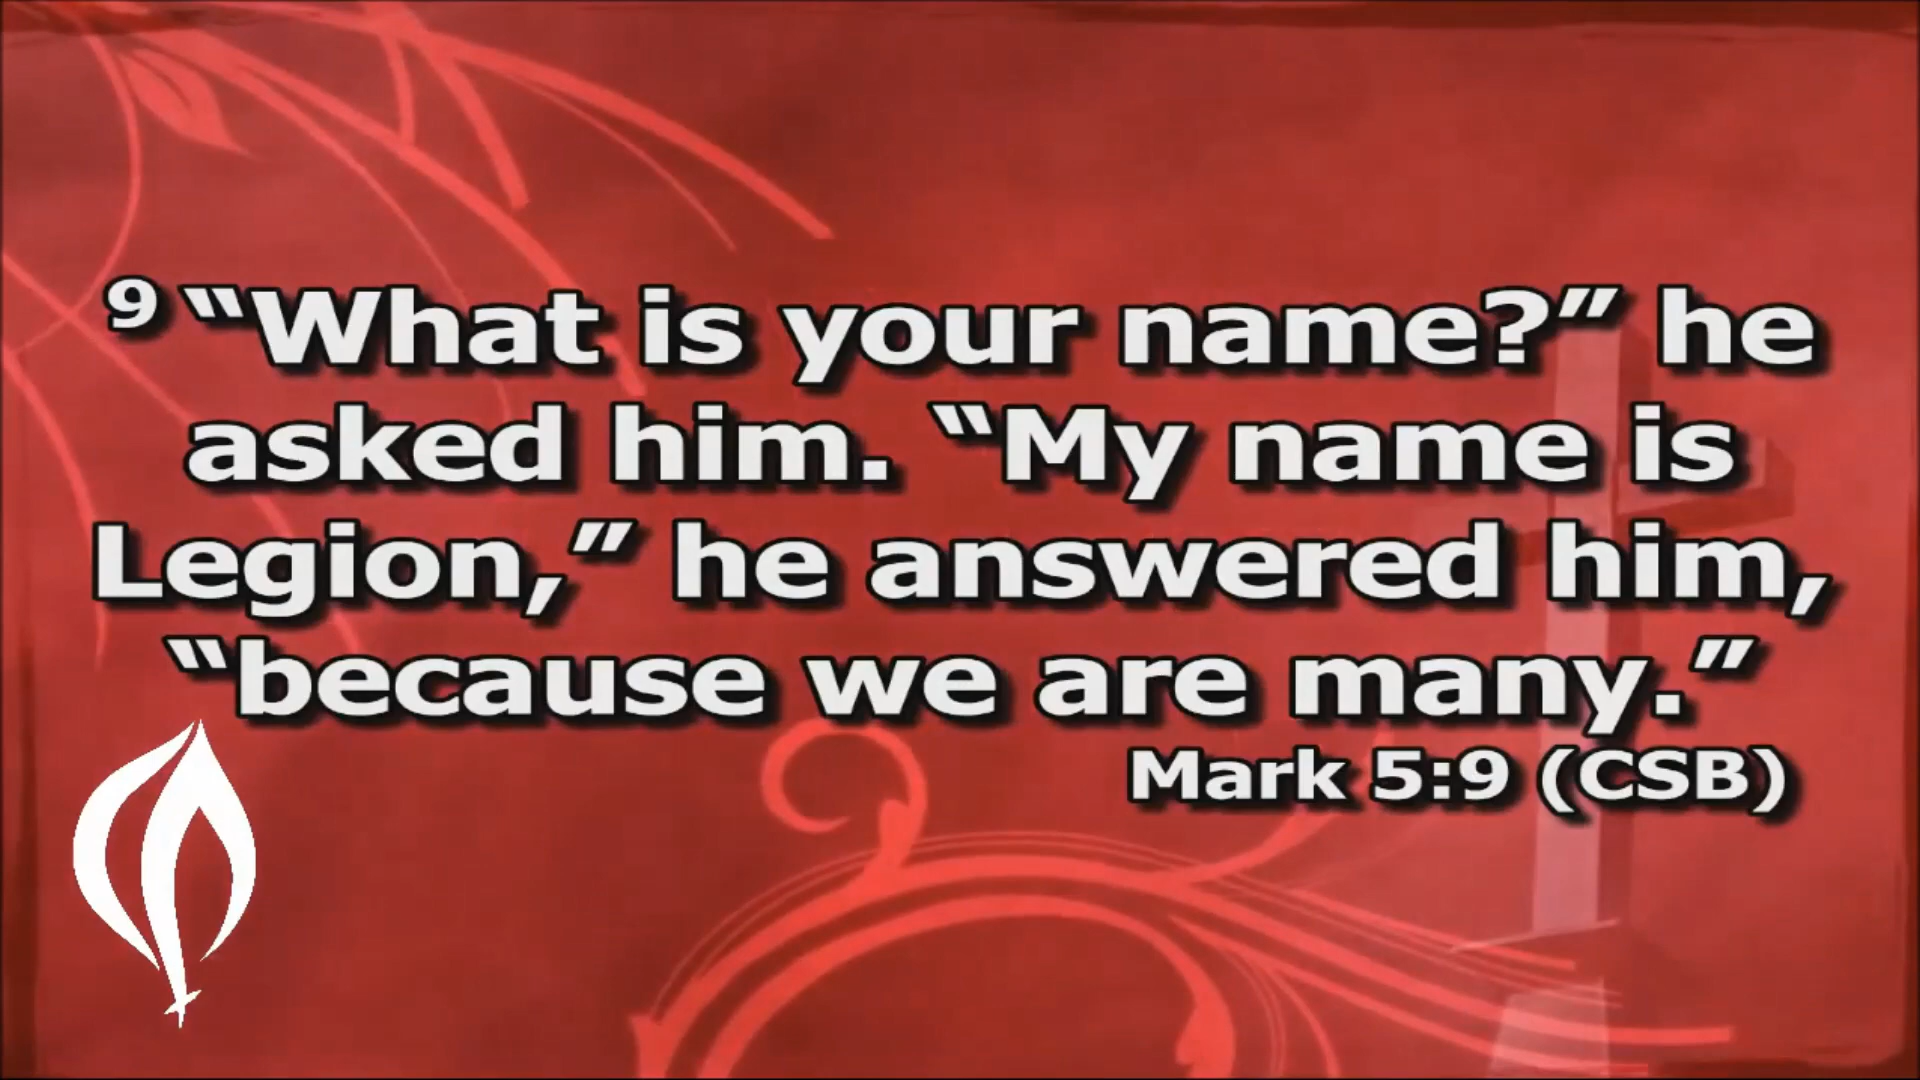 9 “What is your name?” he
asked him. “My name is
Legion,” he answered him,
“because we are many.”
Mark 5:9 (CSB)